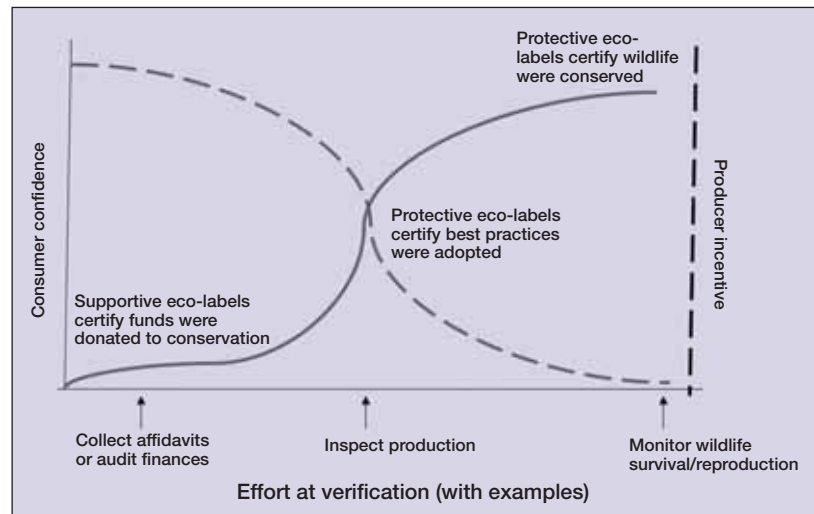 Protective eco-
labels certify wildlife
were conserved
Consumer confidence
Producer incentive
Protective eco-labels
certify best practices
were adopted
Supportive eco-labels
certify funds were
donated to conservation
Collect affidavits
or audit finances
Inspect production
Monitor wildlife
survival/reproduction
Effort at verification (with examples)